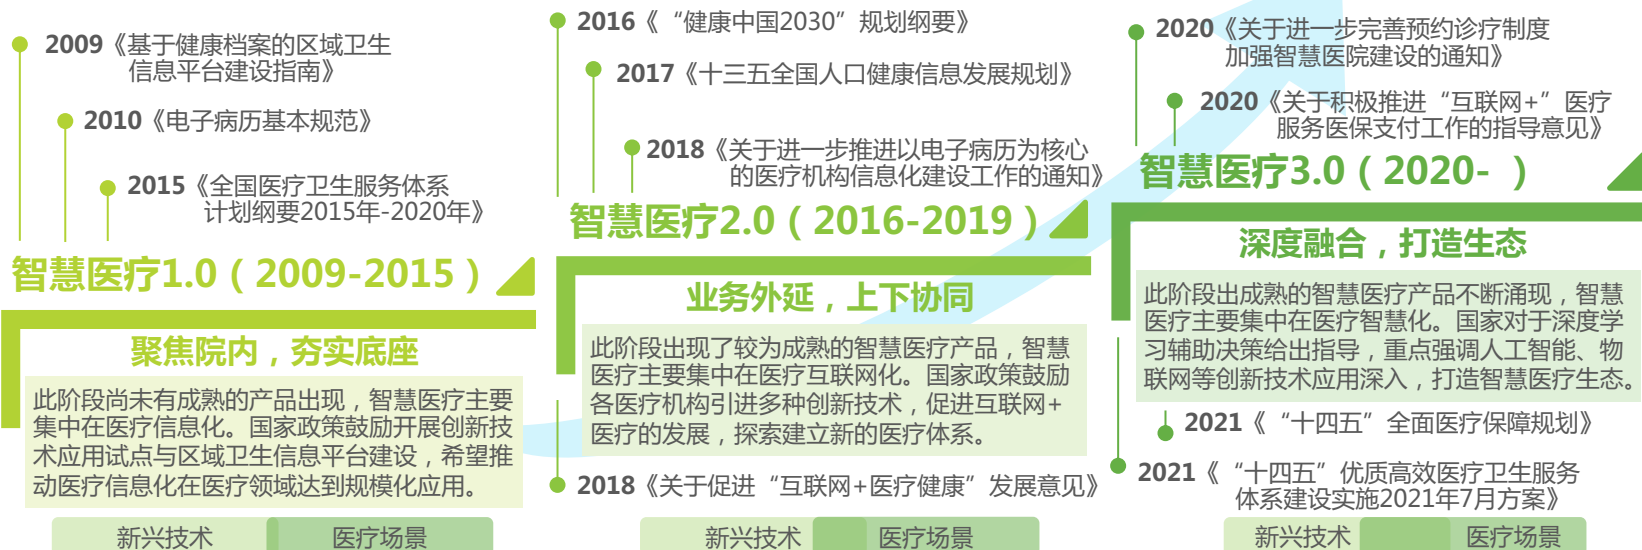 2009《基于健康档案的区域卫生
信息平台建设指南》
2010《电子病历基本规范》
2015《全国医疗卫生服务体系
计划纲要2015年-2020年》
智慧医疗1.0（2009-2015）
聚焦院内，夯实底座
此阶段尚未有成熟的产品出现，智慧医疗主要
集中在医疗信息化。国家政策鼓励开展创新技
术应用试点与区域卫生信息平台建设，希望推
动医疗信息化在医疗领域达到规模化应用。
新兴技术
医疗场景
2016《“健康中国2030”规划纲要》
2017《十三五全国人口健康信息发展规划》
2018《关于进一步推进以电子病历为核心
的医疗机构信息化建设工作的通知》
智慧医疗2.0（2016-2019）
业务外延，上下协同
此阶段出现了较为成熟的智慧医疗产品，智慧
医疗主要集中在医疗互联网化。国家政策鼓励
各医疗机构引进多种创新技术，促进互联网+
医疗的发展，探索建立新的医疗体系。
2018《关于促进“互联网+医疗健康”发展意见》
新兴技术
医疗场景
2020《关于进一步完善预约诊疗制度
加强智慧医院建设的通知》
2020《关于积极推进“互联网+”医疗
服务医保支付工作的指导意见》
智慧医疗3.0（2020- ）
深度融合，打造生态
此阶段出成熟的智慧医疗产品不断涌现，智慧
医疗主要集中在医疗智慧化。国家对于深度学
习辅助决策给出指导，重点强调人工智能、物
联网等创新技术应用深入，打造智慧医疗生态。
2021《“十四五”全面医疗保障规划》
2021《“十四五”优质高效医疗卫生服务
体系建设实施2021年7月方案》
新兴技术
医疗场景